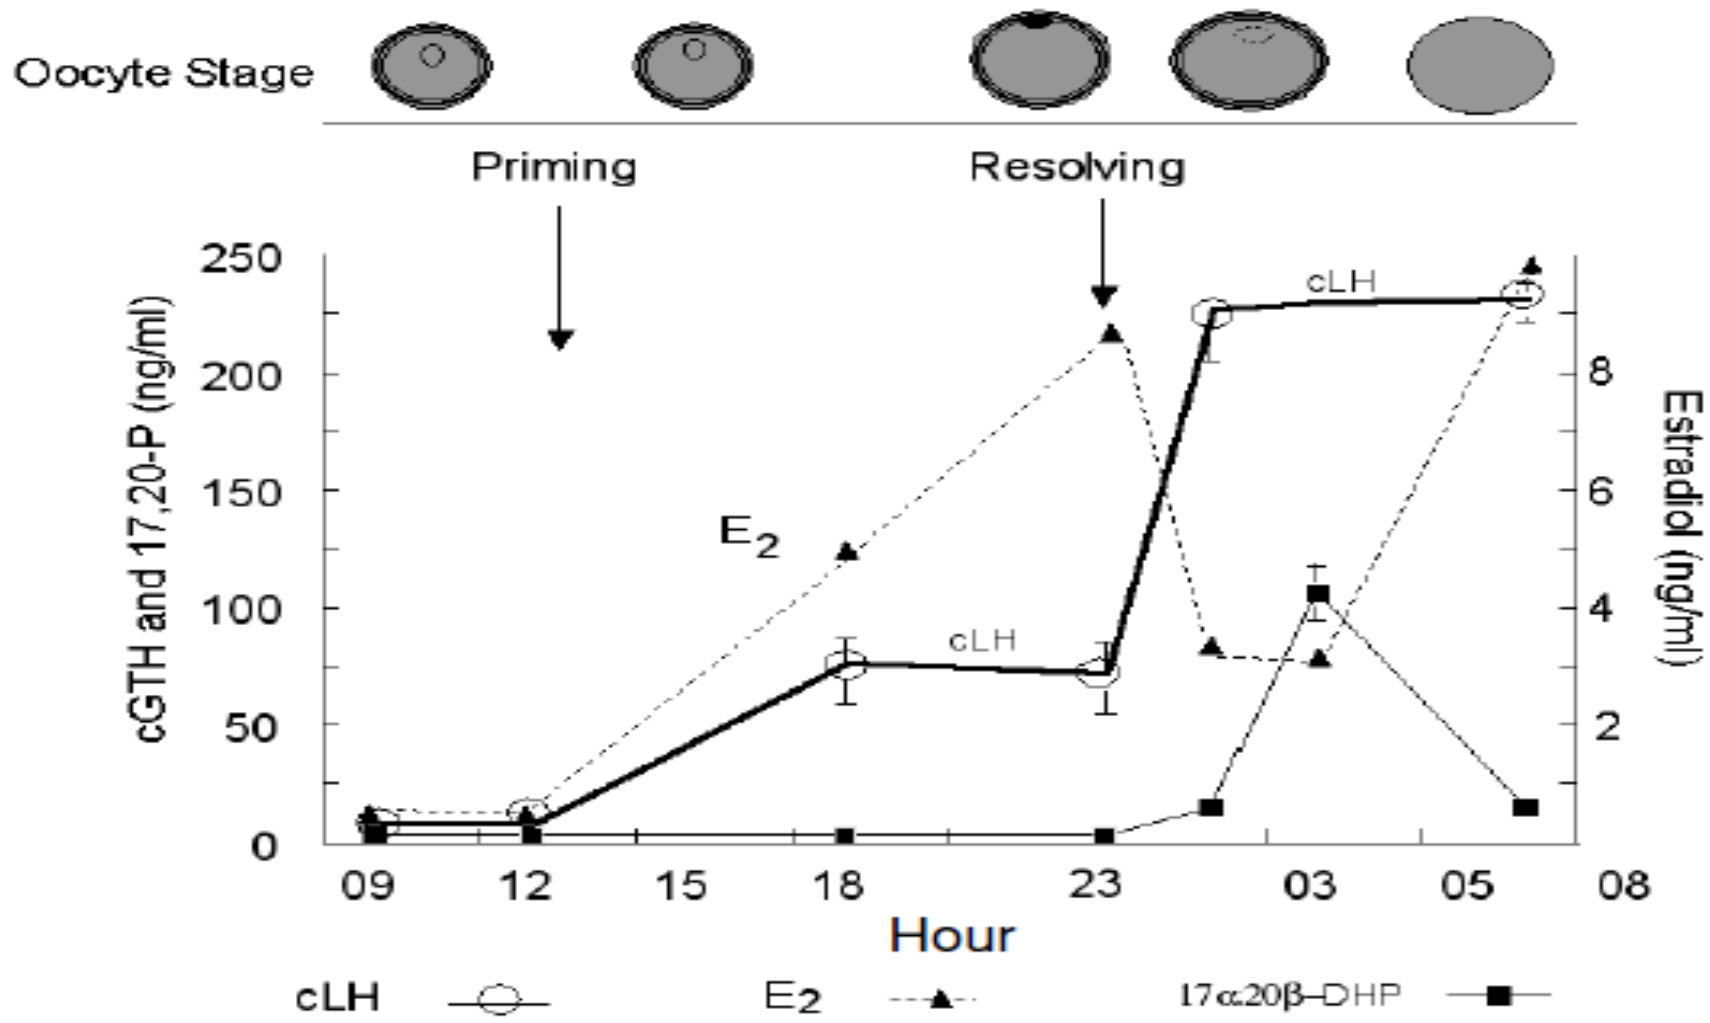 Oocyte Stage
Priming
Resolving
cGTH and 17,20-P (ng/ml)
250
200
150
100
50
0
E2
cLH
cLH
8
6
4
2
Estradiol (ng/ml)
09 12 15 18 23 03 05 08
Hour
cLH E2 17α20β–DHP